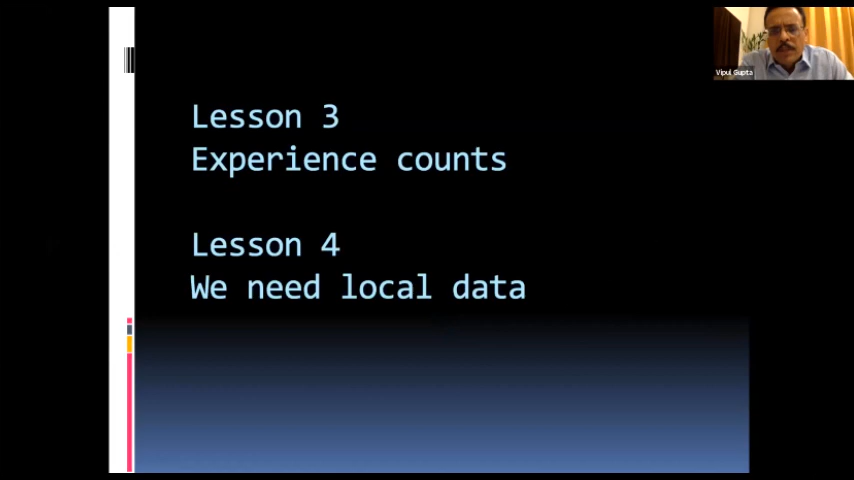 Vipul Gupta
Lesson 3
Experience counts
Lesson 4
We need local data